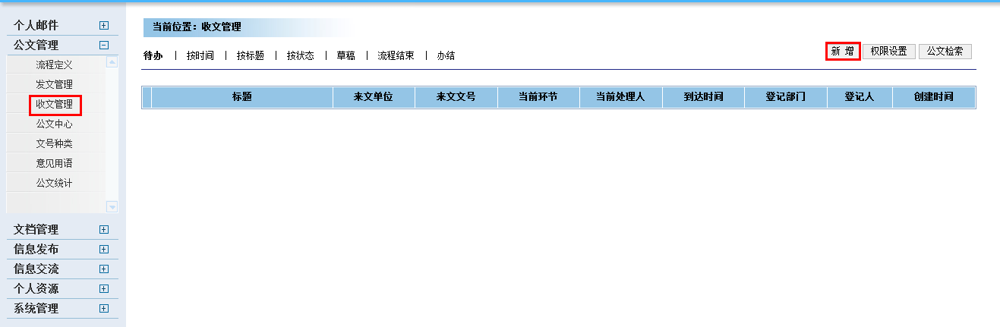 个人邮件
公文管理
流程定义
发文管理
收文管理
公文中心
文号种类
意见用语
公文统计
文档管理
信息发布
信息交流
个人资源
系统管理
当前位置：收文管理
待办 | 按时间 | 按标题 | 按状态 | 草稿 | 流程结束 | 办结
新 增 权限设置 公文检索
标题 来文单位 来文文号 当前环节 当前处理人 到达时间 登记部门 登记人 创建时间